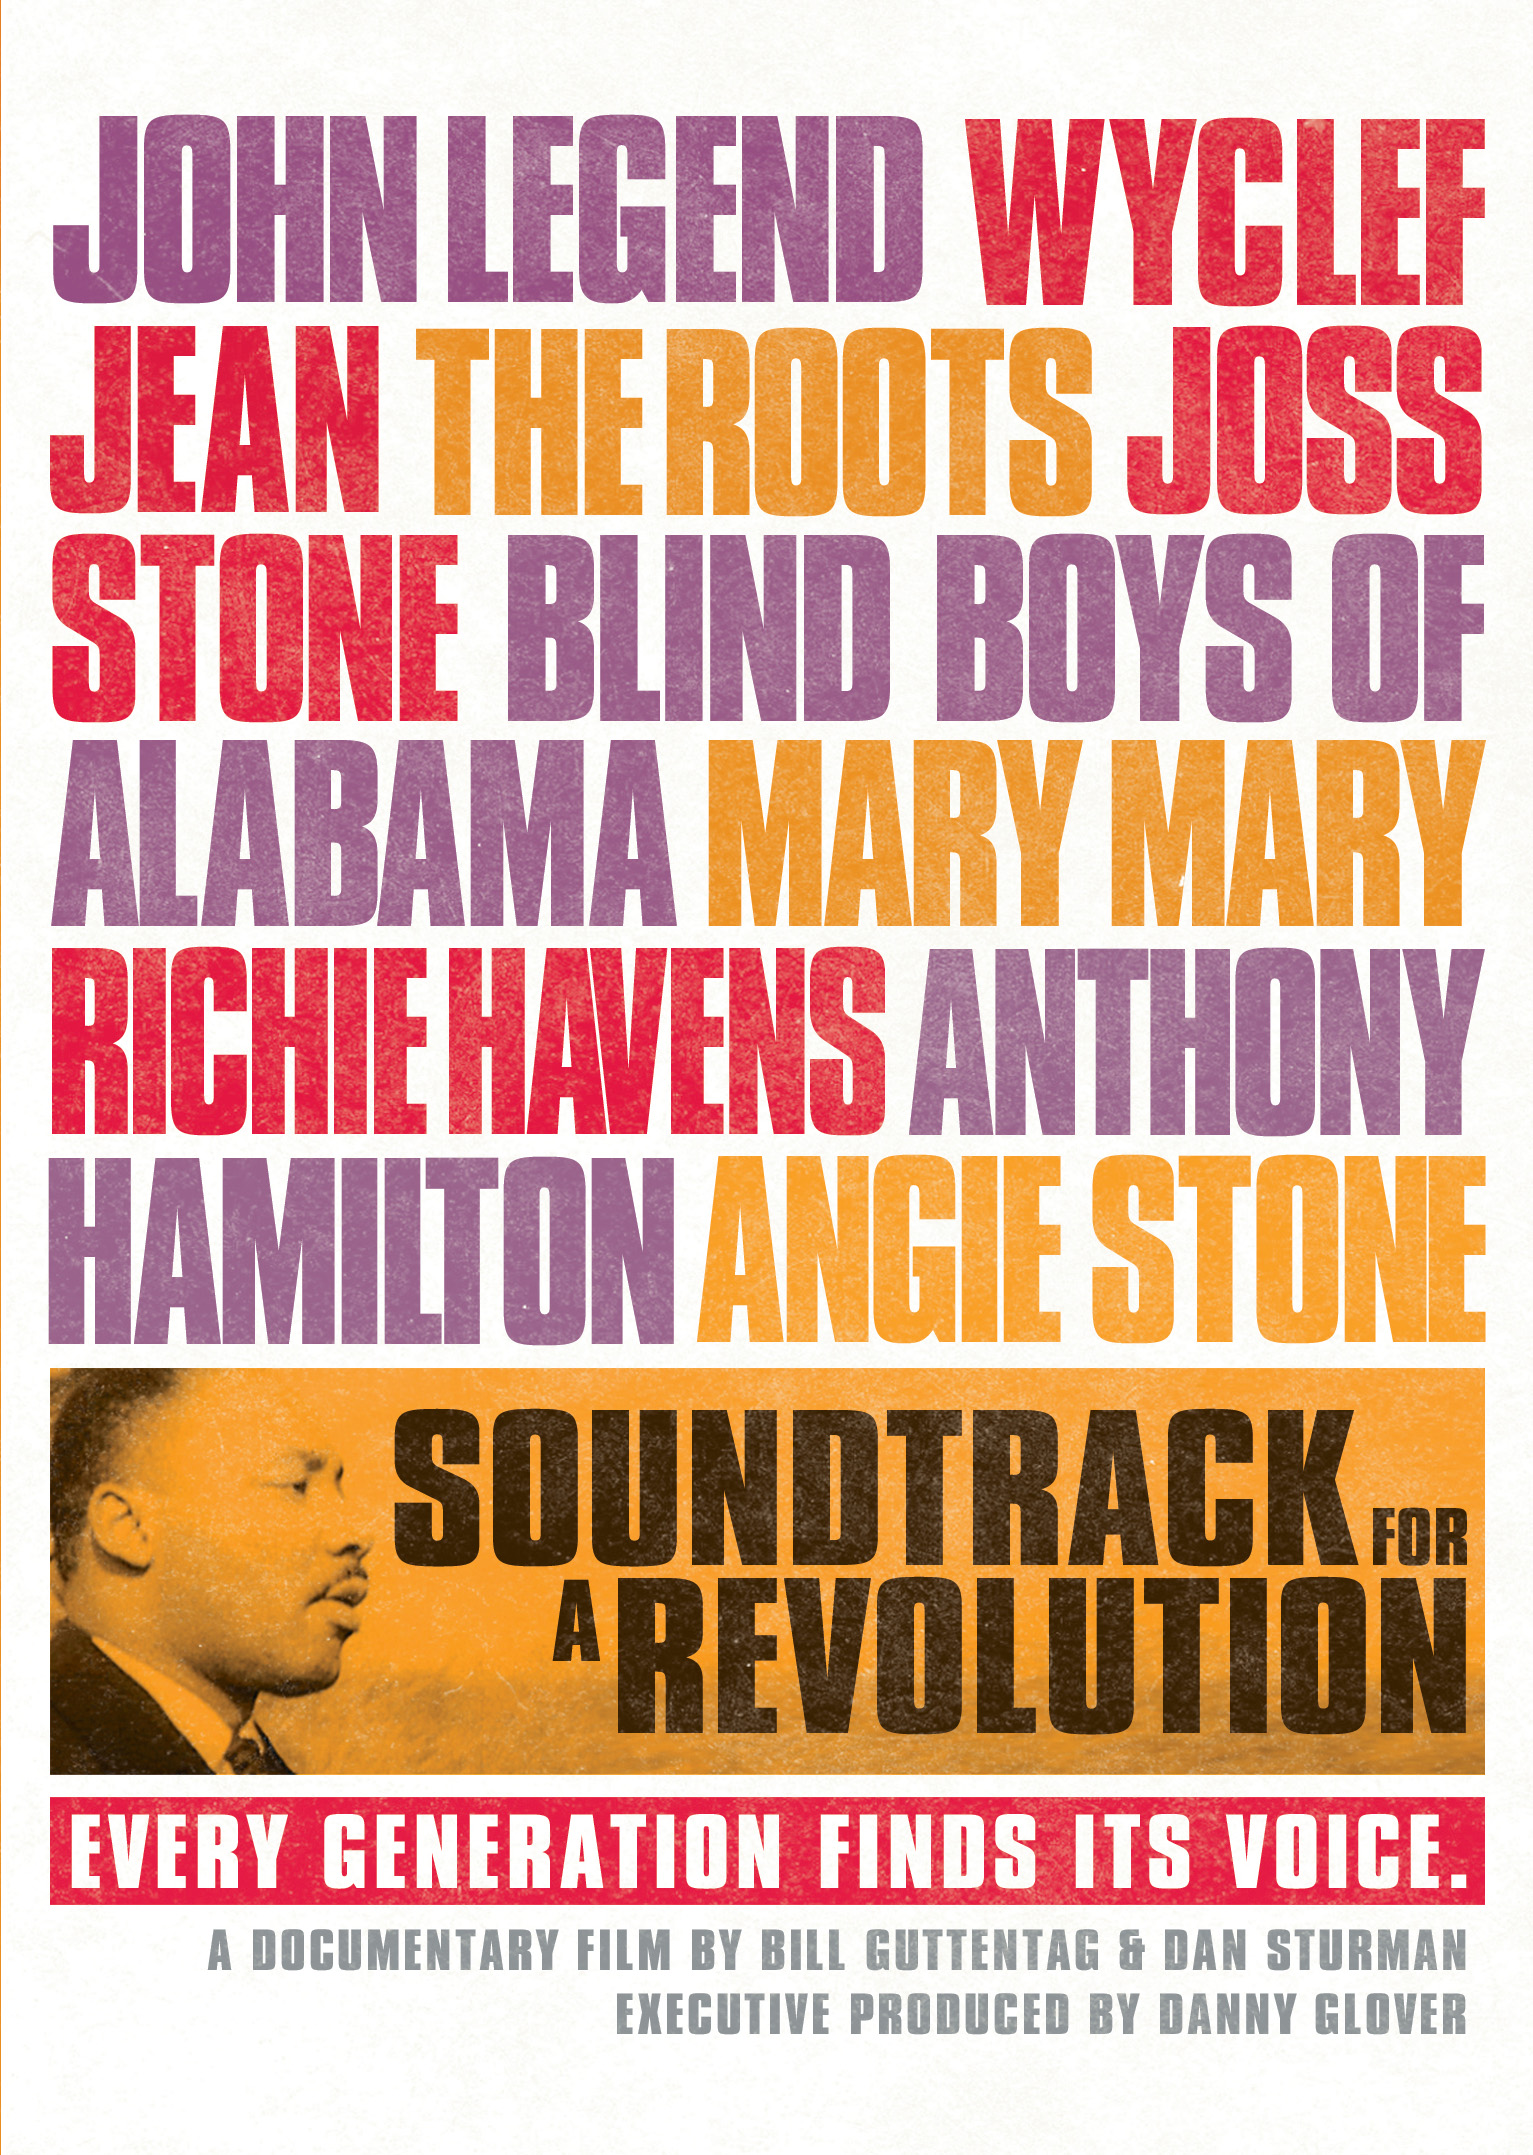 JOHN LEGEND WYCLEF
JEAN THE ROOTS JOSS
STONE BLIND BOYS OF
ALABAMA MARY MARY
RICHIE HAVENS ANTHONY
HAMILTON ANGIE STONE
SOUNDTRACK FOR
A REVOLUTION
EVERY GENERATION FINDS ITS VOICE.
A DOCUMENTARY FILM BY BILL GUTTENTAG & DAN STURMAN
EXECUTIVE PRODUCED BY DANNY GLOVER